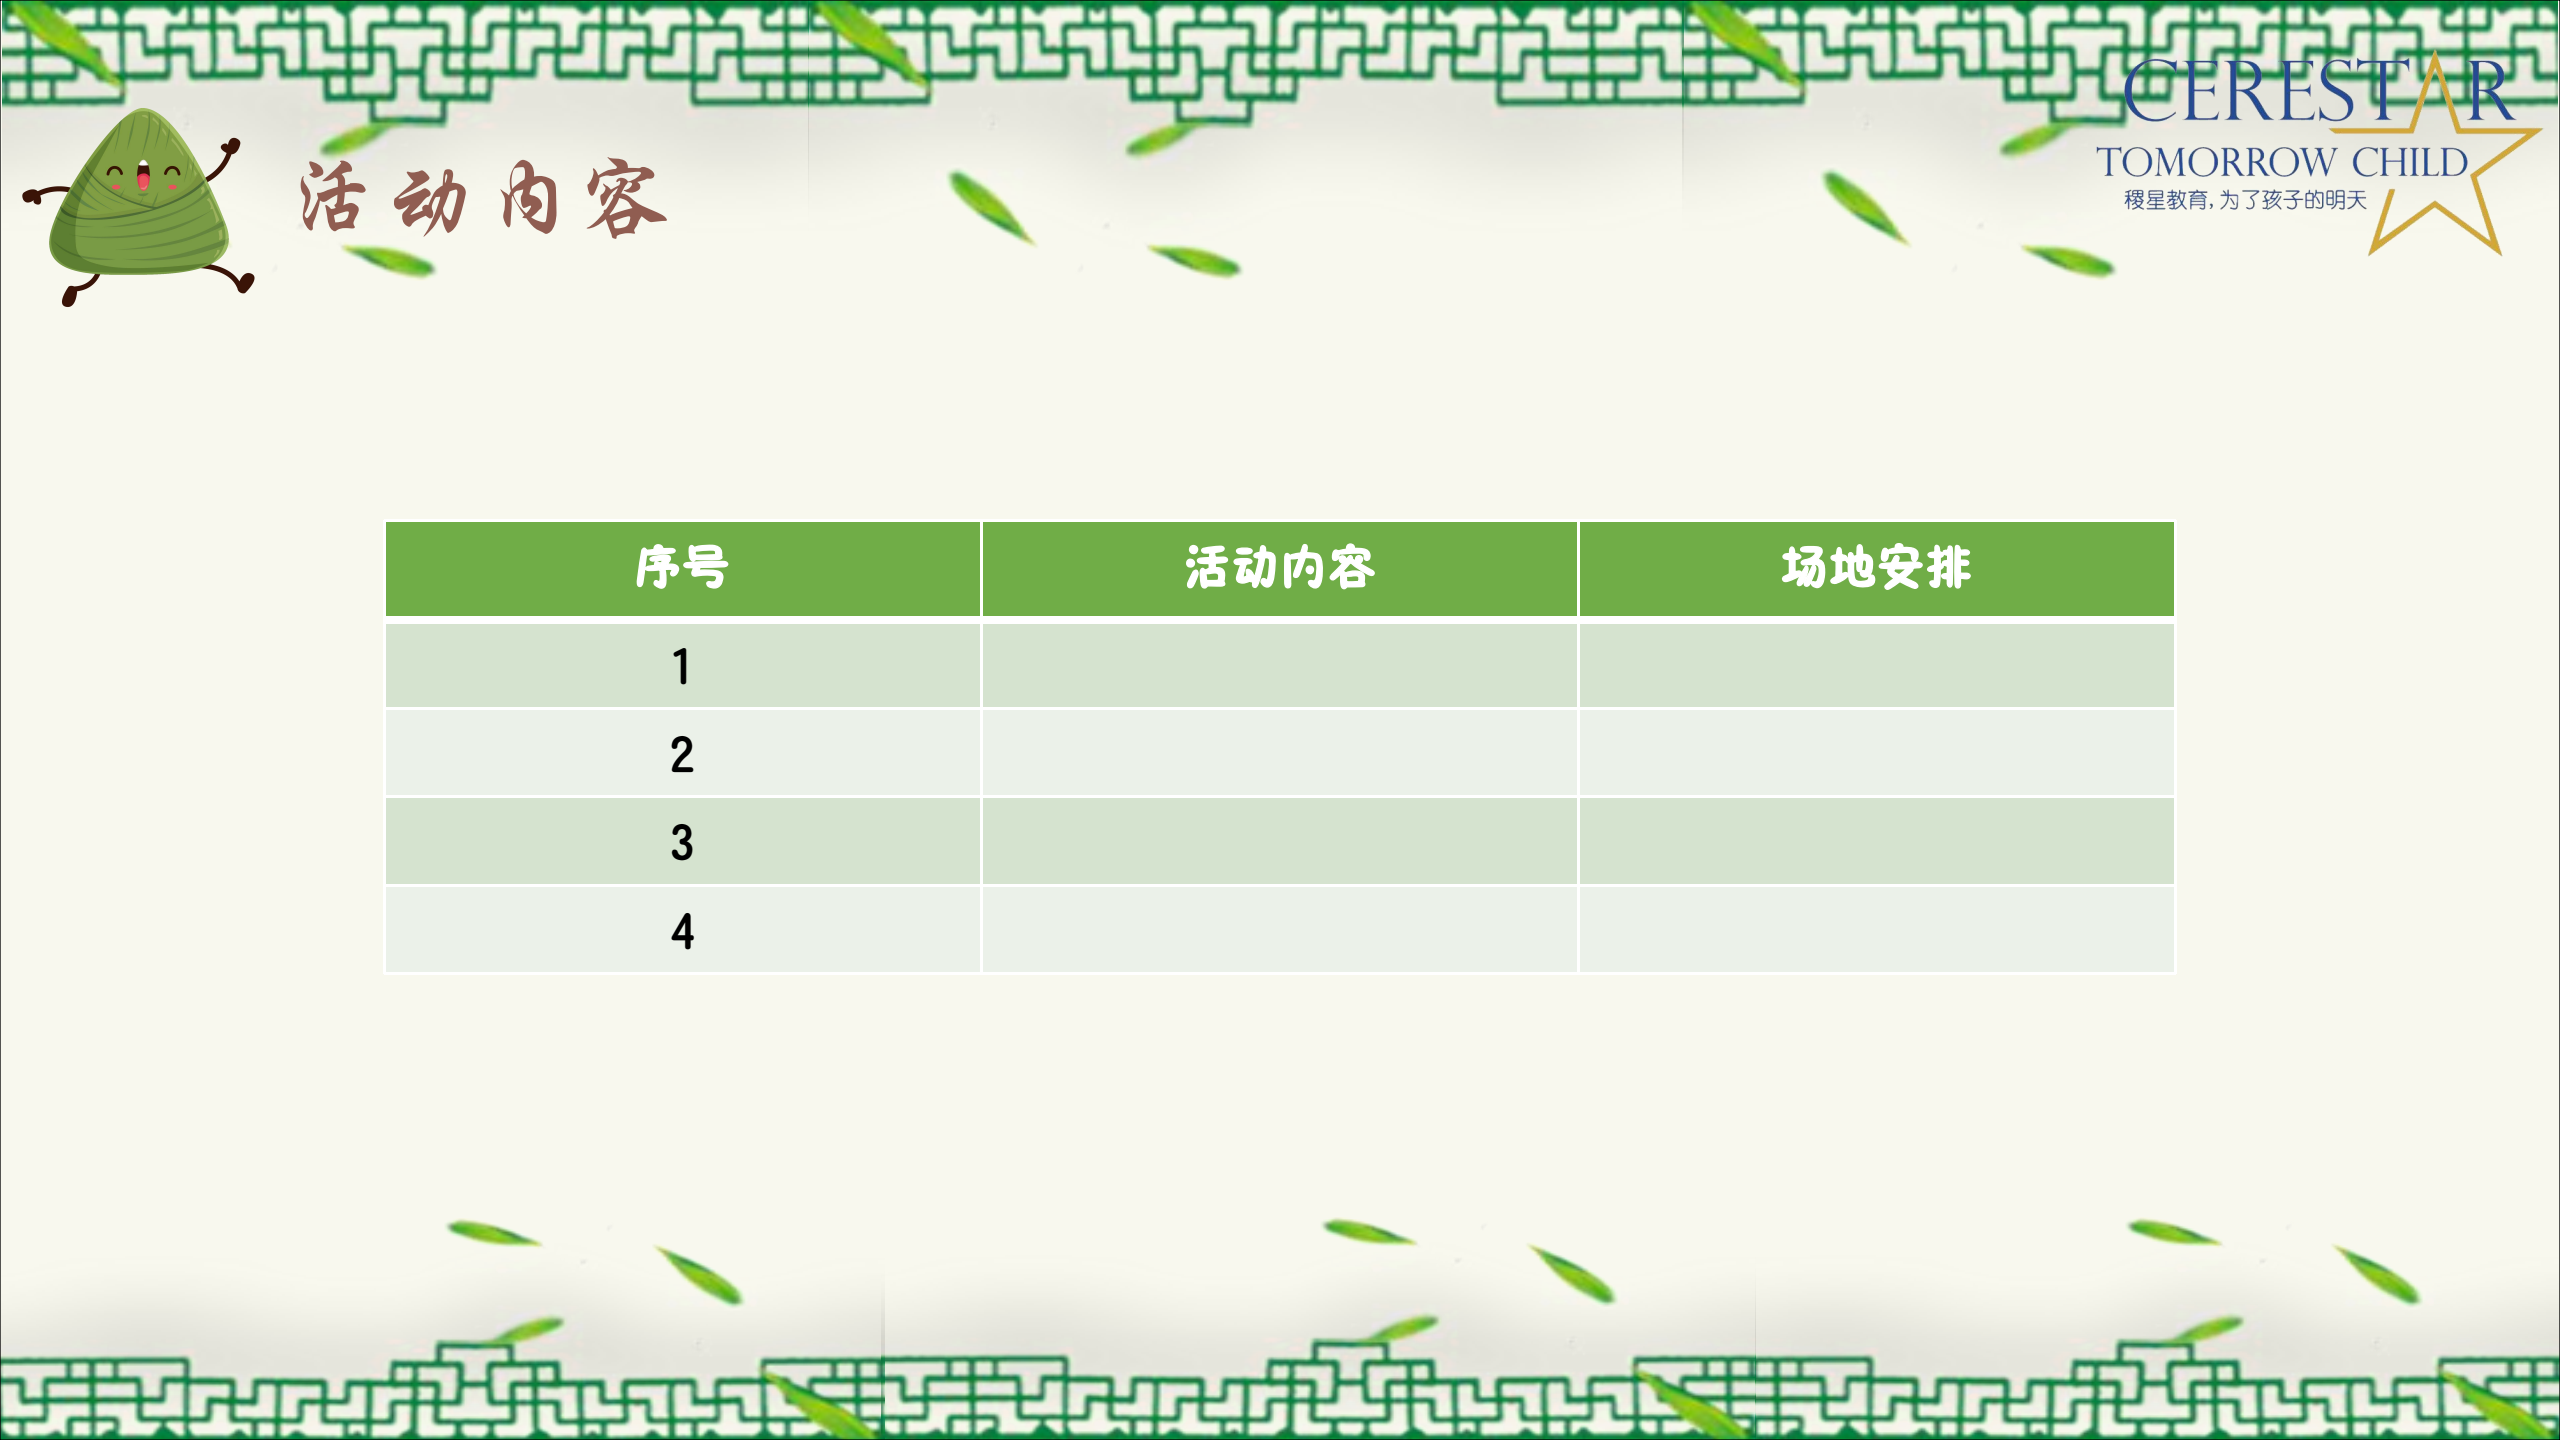 CERESTAR
TOMORROW CHILD
稷星教育,为了孩子的明天
活动内容
序号 活动内容 场地安排
1
2
3
4